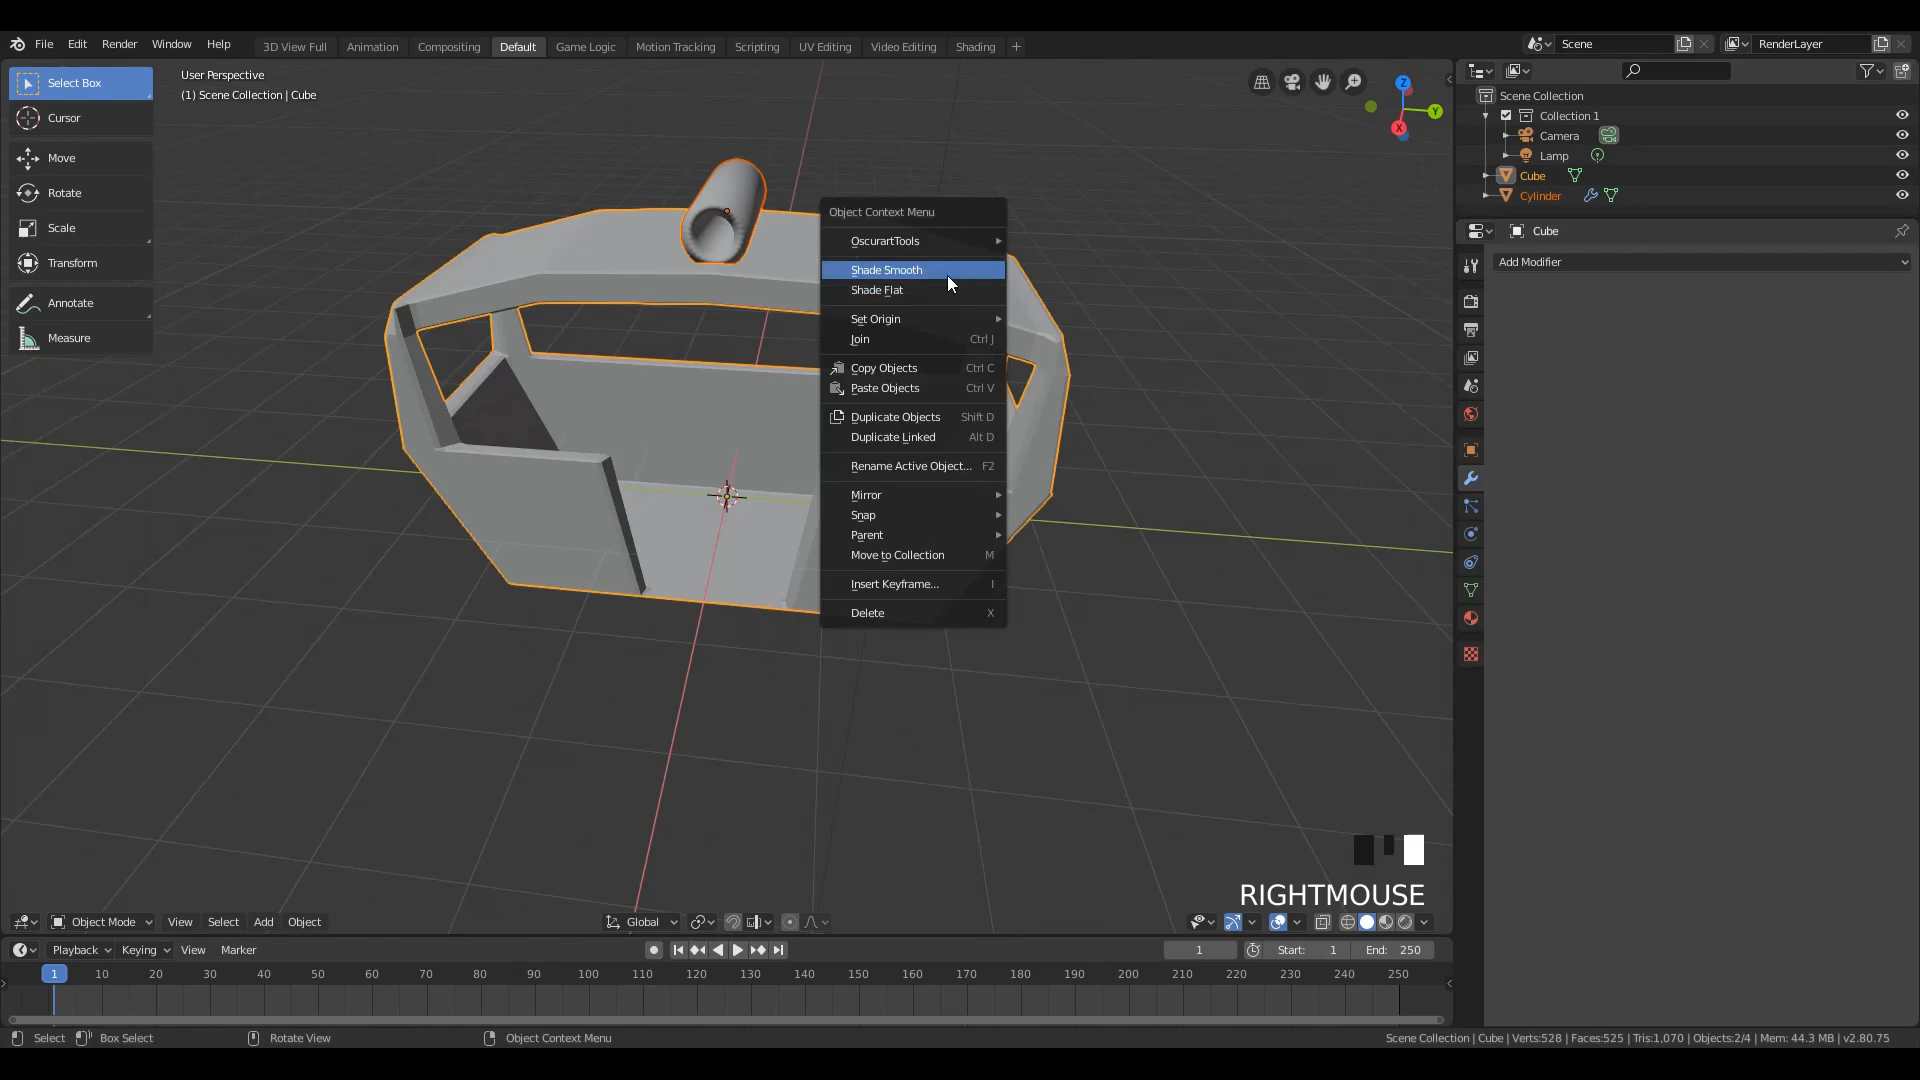 File Edit Render Window Help
3D View Full Animation Compositing Default Game Logic Motion Tracking Scripting UV Editing Video Editing Shading +
Scene
RenderLayer
Select Box
Cursor
Move
Rotate
Scale
Transform
Annotate
Measure
User Perspective
(1) Scene Collection | Cube
Z
Y
X
Object Context Menu
OscurartTools
Shade Smooth
Shade Flat
Set Origin
Join Ctrl J
Copy Objects Ctrl C
Paste Objects Ctrl V
Duplicate Objects Shift D
Duplicate Linked Alt D
Rename Active Object... F2
Mirror
Snap
Parent
Move to Collection M
Insert Keyframe... I
Delete X
Scene Collection
Collection 1
Camera
Lamp
Cube
Cylinder
Cube
Add Modifier
RIGHTMOUSE
Object Mode View Select Add Object
Global
Playback Keying View Marker
1 Start: 1 End: 250
1 10 20 30 40 50 60 70 80 90 100 110 120 130 140 150 160 170 180 190 200 210 220 230 240 250
Select Box Select Rotate View Object Context Menu
Scene Collection | Cube | Verts:528 | Faces:525 | Tris:1,070 | Objects:2/4 | Mem: 44.3 MB | v2.80.75